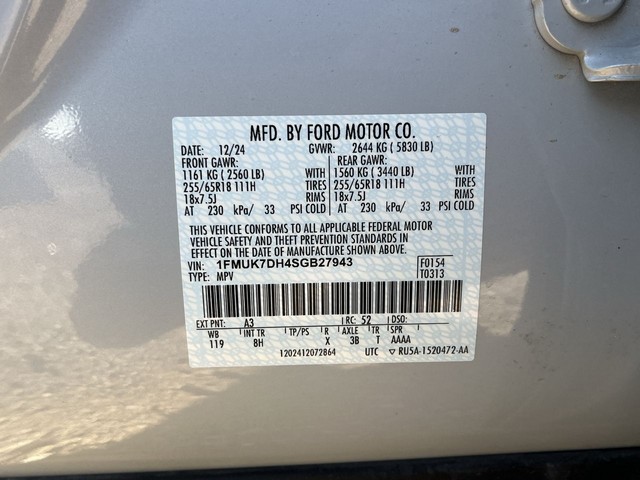 MFD. BY FORD MOTOR CO.
DATE: 12/24 GVWR: 2644 KG ( 5830 LB)
FRONT GAWR: REAR GAWR:
1161 KG ( 2560 LB) WITH 1560 KG ( 3440 LB) WITH
255/65R18 111H TIRES 255/65R18 111H TIRES
18x7.5J RIMS 18x7.5J RIMS
AT 230 kPa/ 33 PSI COLD AT 230 kPa/ 33 PSI COLD
THIS VEHICLE CONFORMS TO ALL APPLICABLE FEDERAL MOTOR
VEHICLE SAFETY AND THEFT PREVENTION STANDARDS IN
EFFECT ON THE DATE OF MANUFACTURE SHOWN ABOVE.
VIN: 1FMUK7DH4SGB27943 F0154
TYPE: MPV T0313
EXT PNT: A3 RC: 52 DSO:
WB INT TR TP/PS R AXLE TR SPR
119 8H X 3B T AAAA
1202412072864 UTC ▽ RU5A-1520472-AA